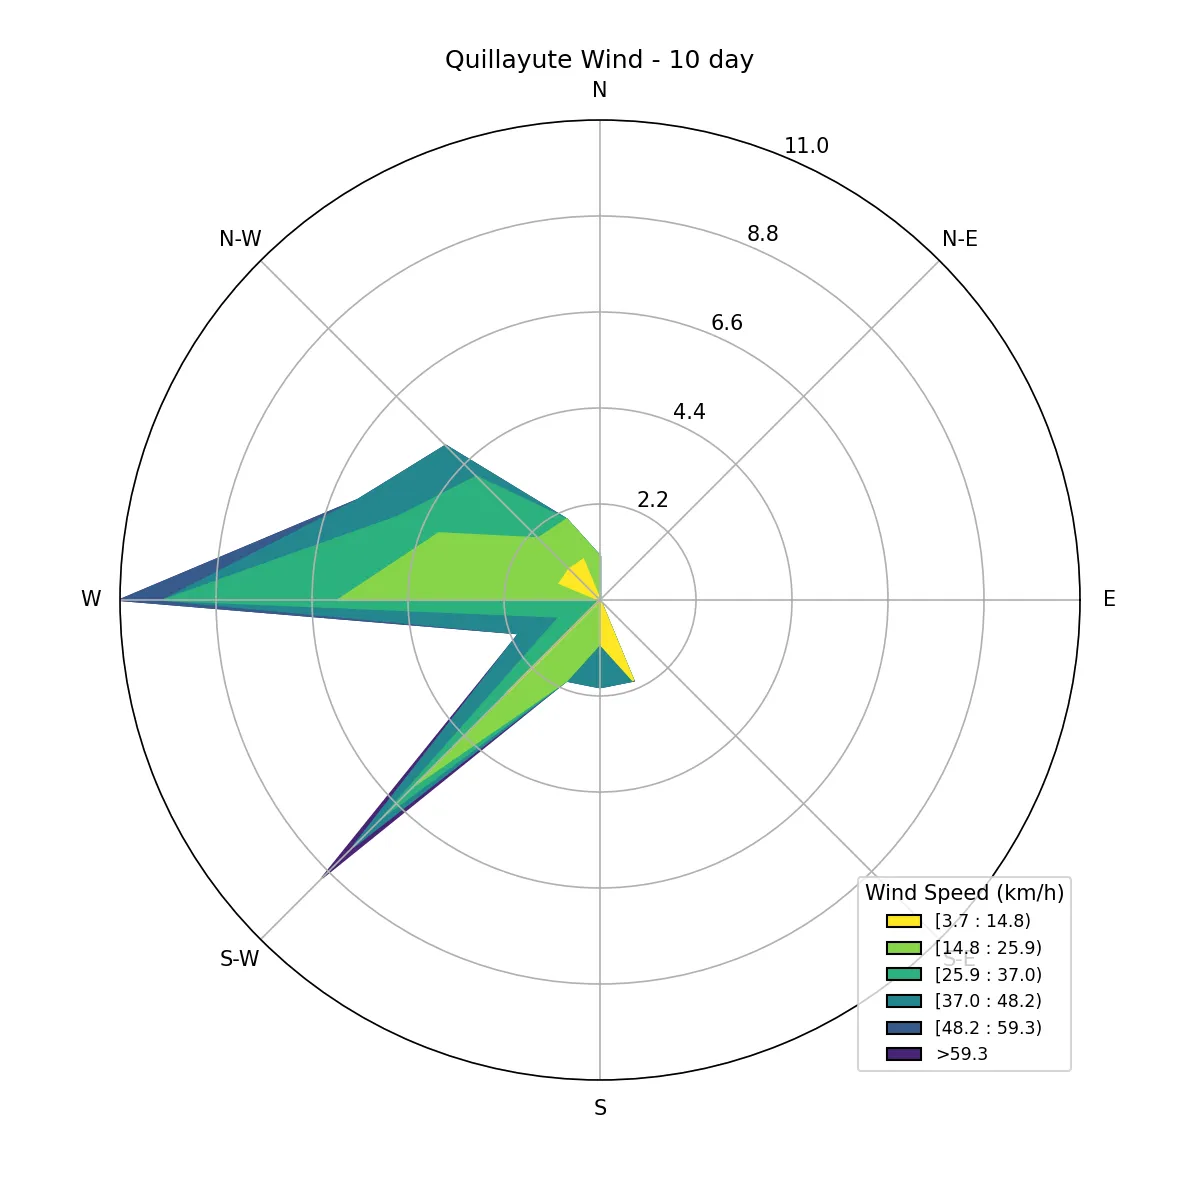 Quillayute Wind - 10 day
N
11.0
N-W
8.8
N-E
6.6
4.4
2.2
W
E
S-W
S-E
S
Wind Speed (km/h)
[3.7 : 14.8)
[14.8 : 25.9)
[25.9 : 37.0)
[37.0 : 48.2)
[48.2 : 59.3)
>59.3